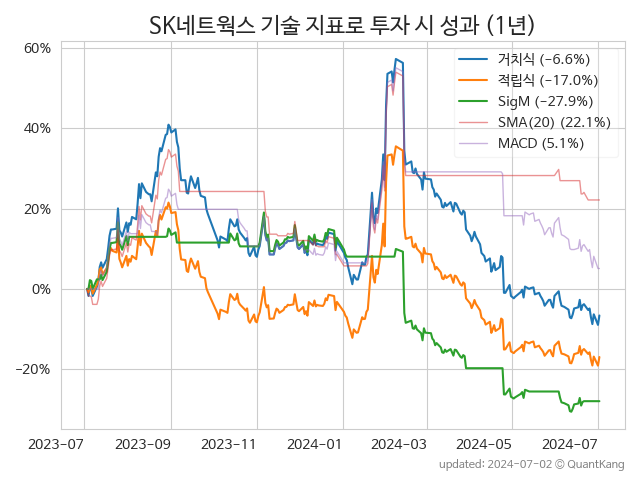 SK네트웍스 기술 지표로 투자 시 성과 (1년)
60%
40%
20%
0%
−20%
거치식 (−6.6%)
적립식 (−17.0%)
SigM (−27.9%)
SMA(20) (22.1%)
MACD (5.1%)
2023-07
2023-09
2023-11
2024-01
2024-03
2024-05
2024-07
updated: 2024-07-02 © QuantKang